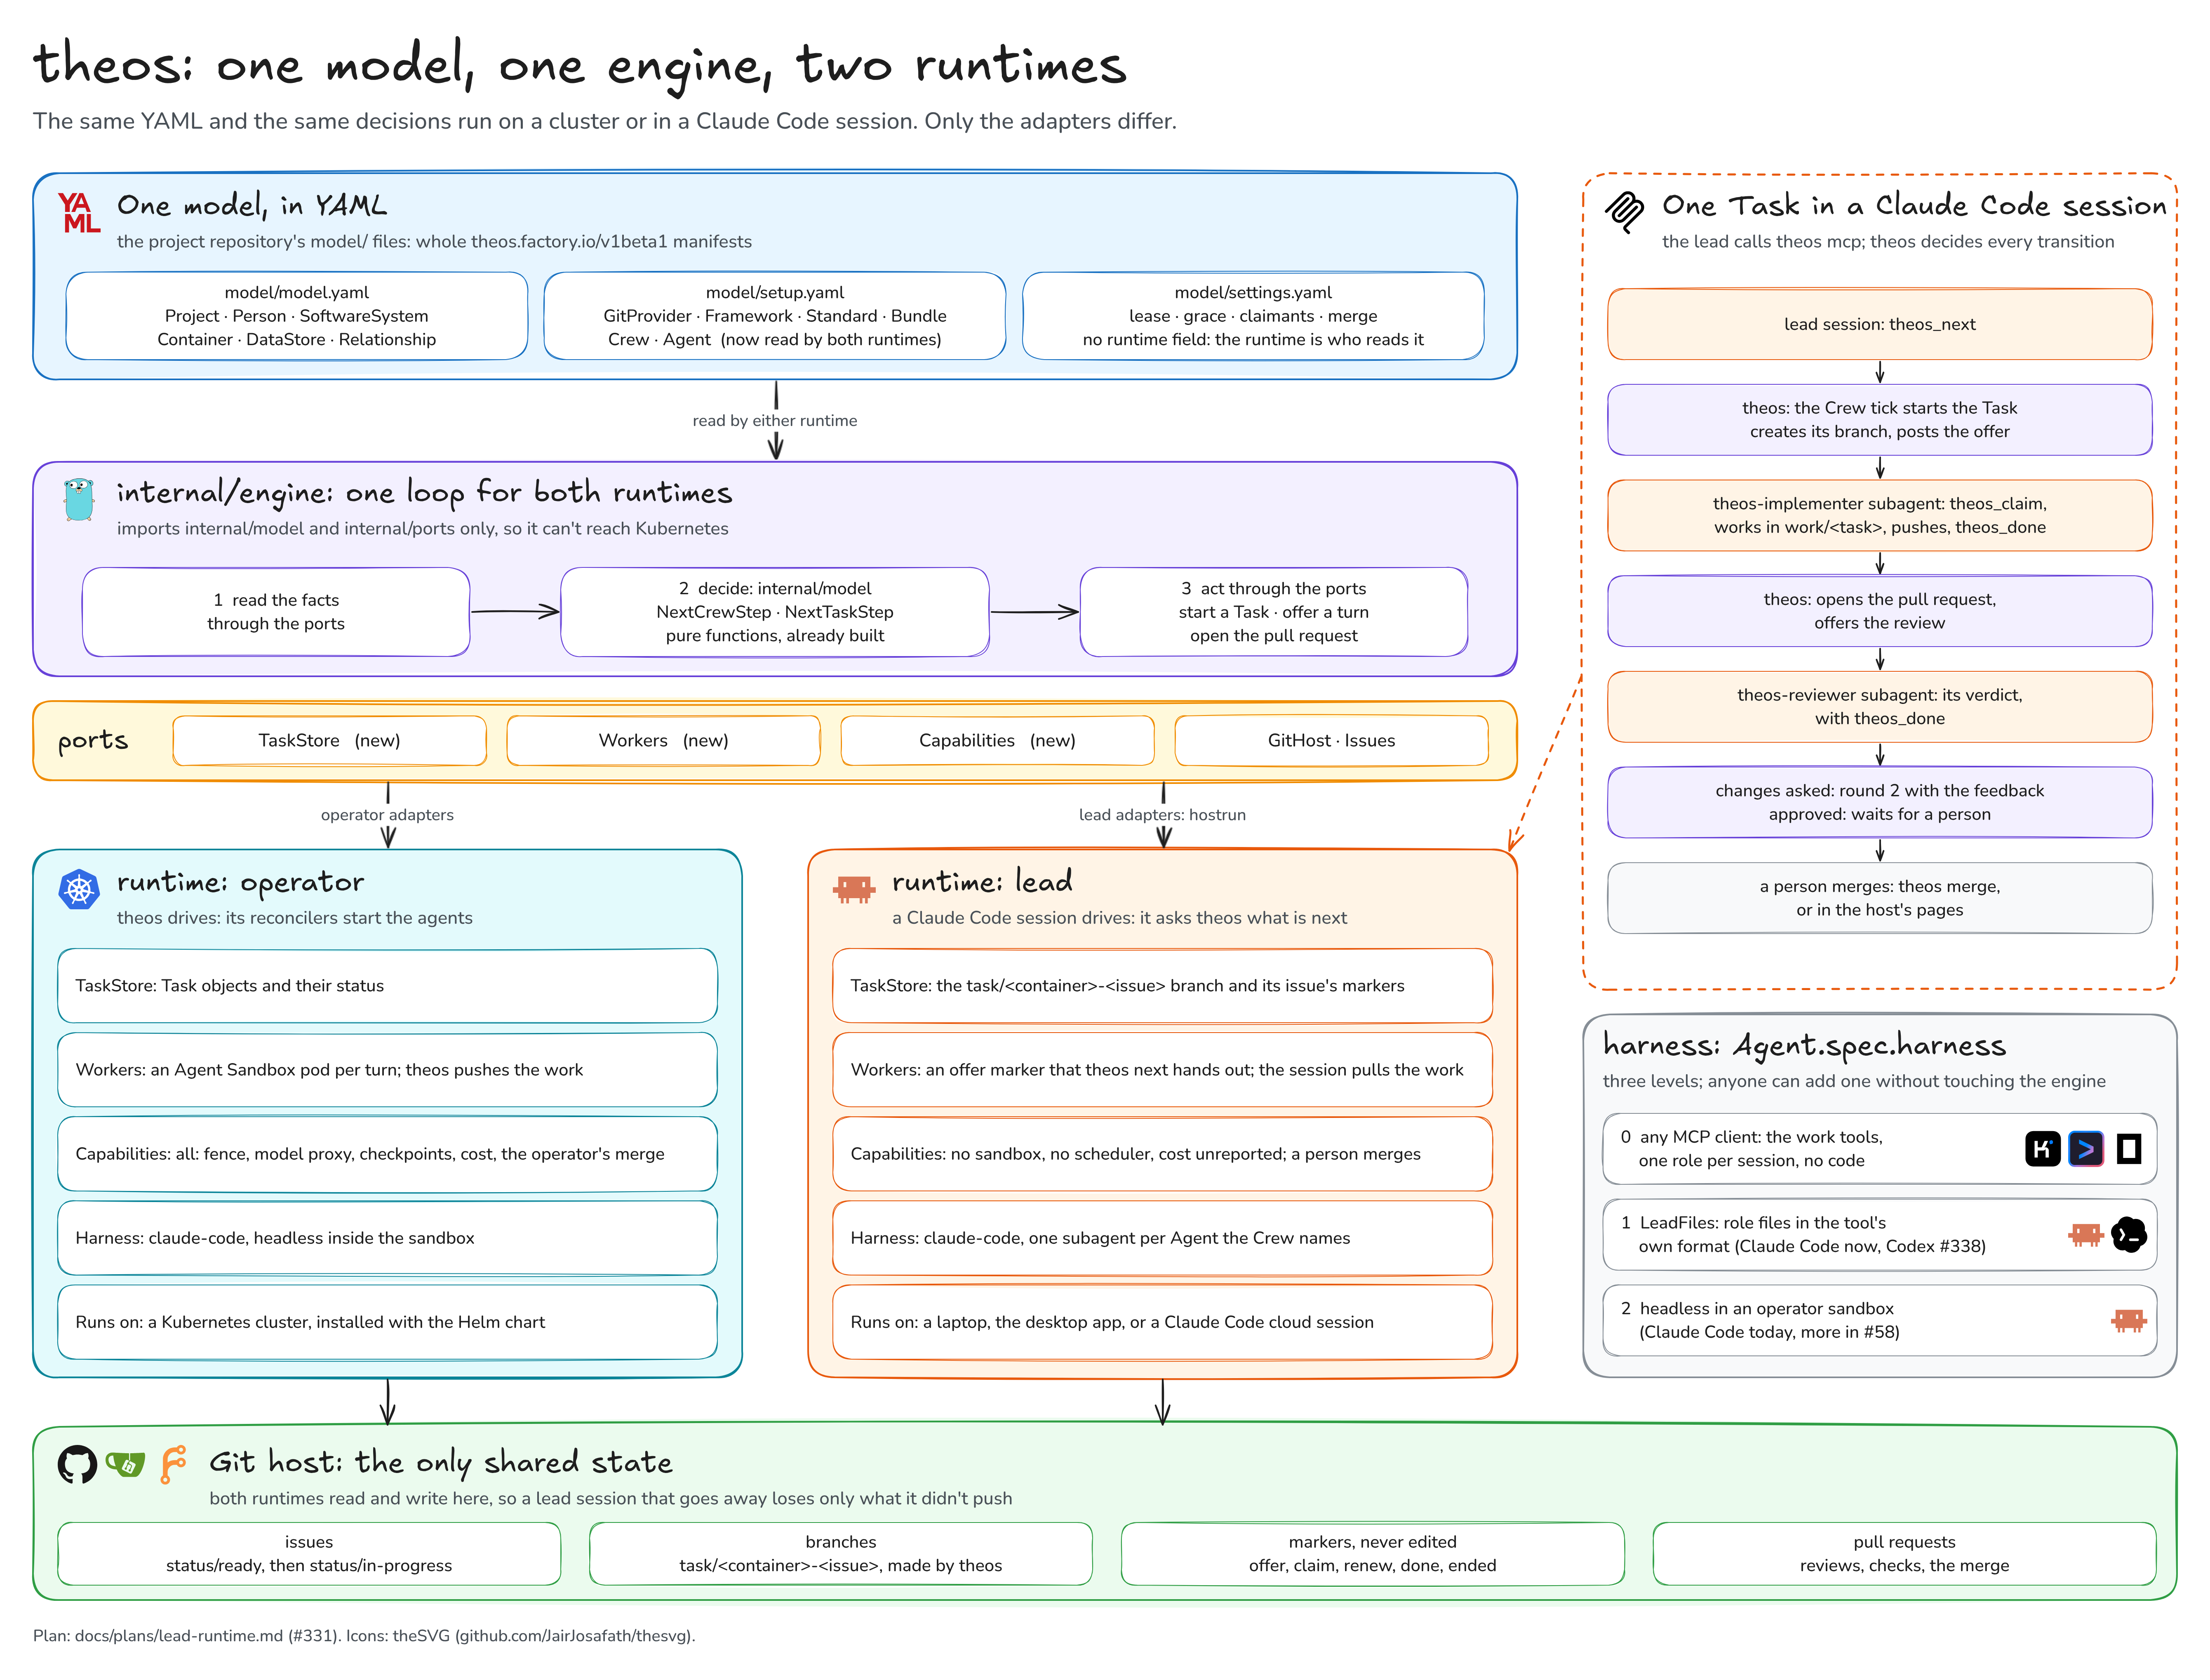 theos: one model, one engine, two runtimes
The same YAML and the same decisions run on a cluster or in a Claude Code session. Only the adapters differ.
YA
ML
One model, in YAML
the project repository's model/ files: whole theos.factory.io/v1beta1 manifests
model/model.yaml
Project · Person · SoftwareSystem
Container · DataStore · Relationship
model/setup.yaml
GitProvider · Framework · Standard · Bundle
Crew · Agent (now read by both runtimes)
model/settings.yaml
lease · grace · claimants · merge
no runtime field: the runtime is who reads it
read by either runtime
internal/engine: one loop for both runtimes
imports internal/model and internal/ports only, so it can't reach Kubernetes
1 read the facts
through the ports
2 decide: internal/model
NextCrewStep · NextTaskStep
pure functions, already built
3 act through the ports
start a Task · offer a turn
open the pull request
ports
TaskStore (new)
Workers (new)
Capabilities (new)
GitHost · Issues
operator adapters
lead adapters: hostrun
runtime: operator
theos drives: its reconcilers start the agents
TaskStore: Task objects and their status
Workers: an Agent Sandbox pod per turn; theos pushes the work
Capabilities: all: fence, model proxy, checkpoints, cost, the operator's merge
Harness: claude-code, headless inside the sandbox
Runs on: a Kubernetes cluster, installed with the Helm chart
runtime: lead
a Claude Code session drives: it asks theos what is next
TaskStore: the task/<container>-<issue> branch and its issue's markers
Workers: an offer marker that theos next hands out; the session pulls the work
Capabilities: no sandbox, no scheduler, cost unreported; a person merges
Harness: claude-code, one subagent per Agent the Crew names
Runs on: a laptop, the desktop app, or a Claude Code cloud session
One Task in a Claude Code session
the lead calls theos mcp; theos decides every transition
lead session: theos_next
theos: the Crew tick starts the Task
creates its branch, posts the offer
theos-implementer subagent: theos_claim,
works in work/<task>, pushes, theos_done
theos: opens the pull request,
offers the review
theos-reviewer subagent: its verdict,
with theos_done
changes asked: round 2 with the feedback
approved: waits for a person
a person merges: theos merge,
or in the host's pages
harness: Agent.spec.harness
three levels; anyone can add one without touching the engine
0 any MCP client: the work tools,
one role per session, no code
1 LeadFiles: role files in the tool's
own format (Claude Code now, Codex #338)
2 headless in an operator sandbox
(Claude Code today, more in #58)
Git host: the only shared state
both runtimes read and write here, so a lead session that goes away loses only what it didn't push
issues
status/ready, then status/in-progress
branches
task/<container>-<issue>, made by theos
markers, never edited
offer, claim, renew, done, ended
pull requests
reviews, checks, the merge
Plan: docs/plans/lead-runtime.md (#331). Icons: theSVG (github.com/JairJosafath/thesvg).